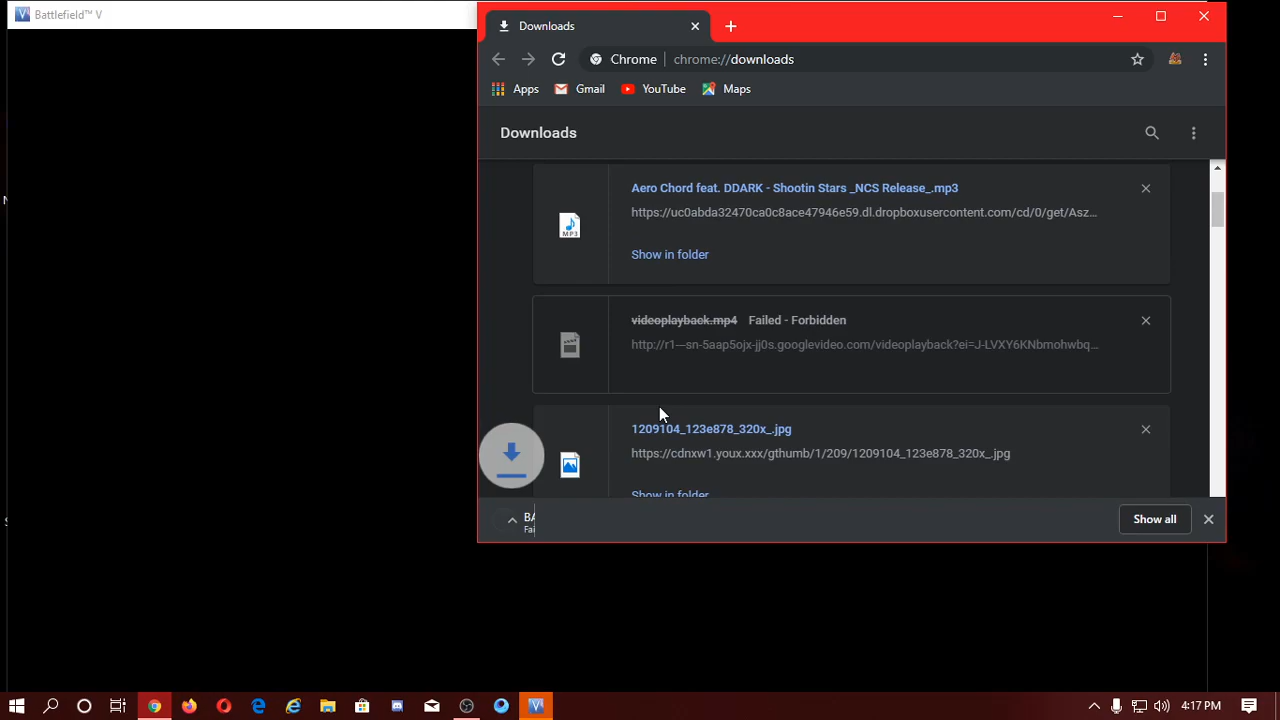 Battlefield™ V
Downloads
Chrome
chrome://downloads
Apps
Gmail
YouTube
Maps
Downloads
Aero Chord feat. DDARK - Shootin Stars _NCS Release_.mp3
https://uc0abda32470ca0c8ace47946e59.dl.dropboxusercontent.com/cd/0/get/Asz...
Show in folder
MP3
videoplayback.mp4 Failed - Forbidden
http://r1---sn-5aap5ojx-jj0s.googlevideo.com/videoplayback?ei=J-LVXY6KNbmohwbq...
1209104_123e878_320x_.jpg
https://cdnxw1.youx.xxx/gthumb/1/209/1209104_123e878_320x_.jpg
Show in folder
BA
Fai
Show all
4:17 PM